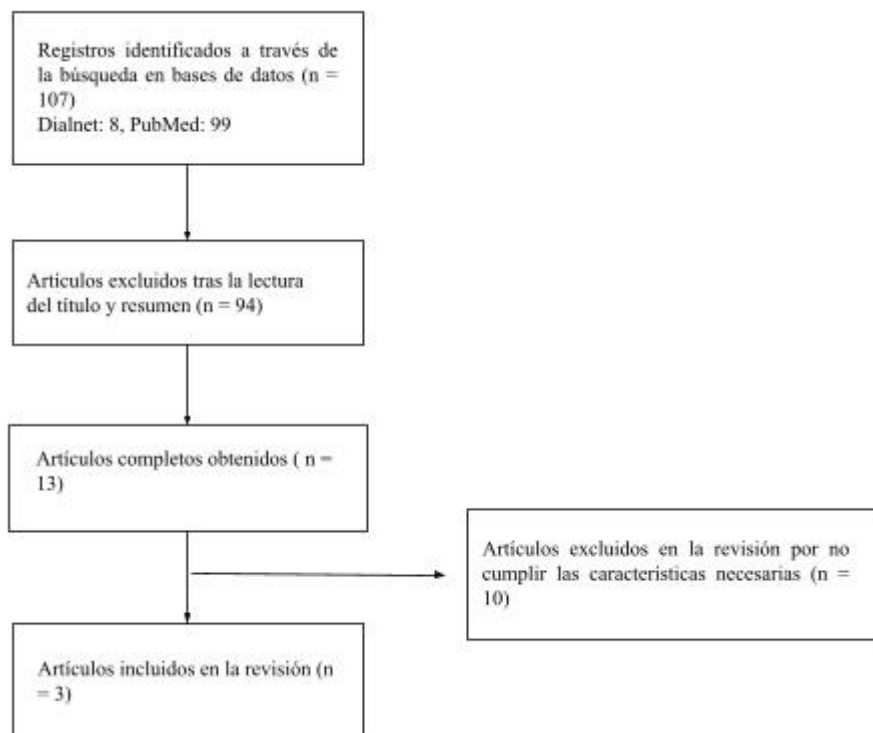 Registros identificados a través de
la búsqueda en bases de datos (n =
107)
Dialnet: 8, PubMed: 99
Artículos excluidos tras la lectura
del título y resumen (n = 94)
Artículos completos obtenidos ( n =
13)
Artículos excluidos en la revisión por no
cumplir las características necesarias (n =
10)
Artículos incluidos en la revisión (n
= 3)